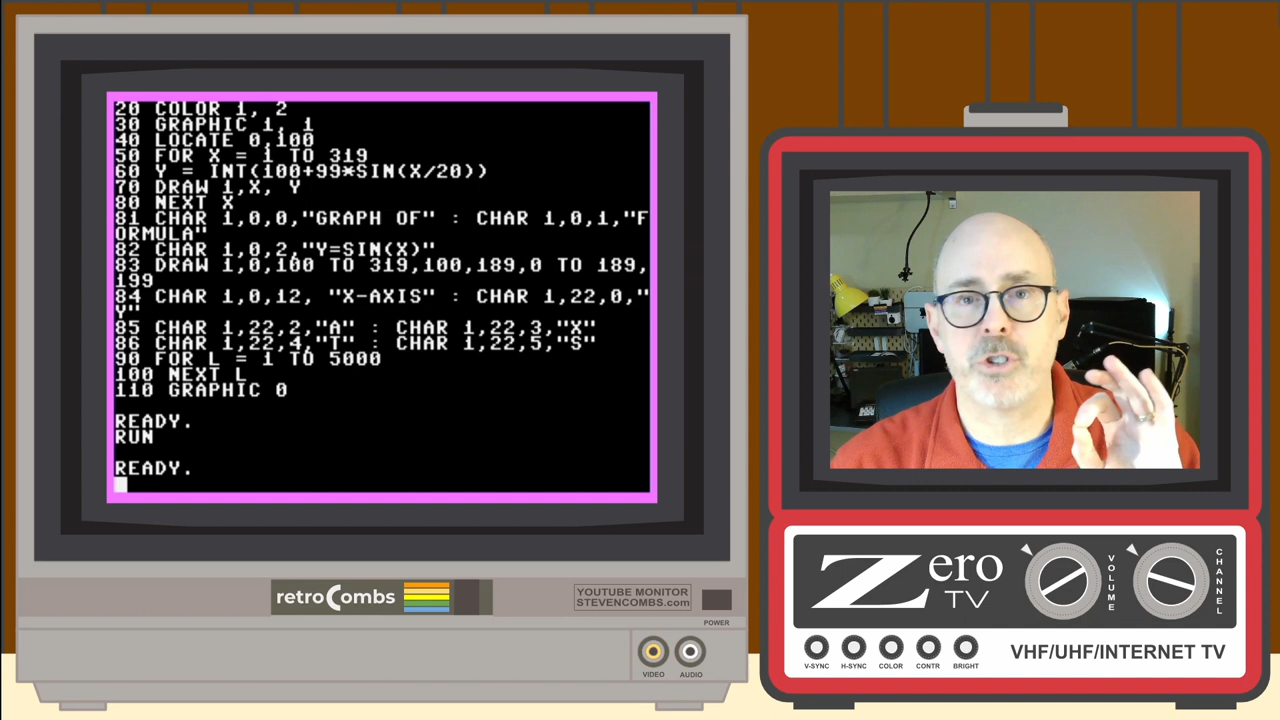 20 COLOR 1, 2
30 GRAPHIC 1, 1
40 LOCATE 0,100
50 FOR X = 1 TO 319
60 Y = INT(100+99*SIN(X/20))
70 DRAW 1,X, Y
80 NEXT X
81 CHAR 1,0,0,"GRAPH OF" : CHAR 1,0,1,"F
ORMULA"
82 CHAR 1,0,2,"Y=SIN(X)"
83 DRAW 1,0,100 TO 319,100,189,0 TO 189,
199
84 CHAR 1,0,12, "X-AXIS" : CHAR 1,22,0,"
Y"
85 CHAR 1,22,2,"A" : CHAR 1,22,3,"X"
86 CHAR 1,22,4,"T" : CHAR 1,22,5,"S"
90 FOR L = 1 TO 5000
100 NEXT L
110 GRAPHIC 0
READY.
RUN
READY.
retroCombs
YOUTUBE MONITOR
STEVENCOMBS.com
POWER
VIDEO
AUDIO
Zero
TV
VOLUME
CHANNEL
V-SYNC
H-SYNC
COLOR
CONTR
BRIGHT
VHF/UHF/INTERNET TV